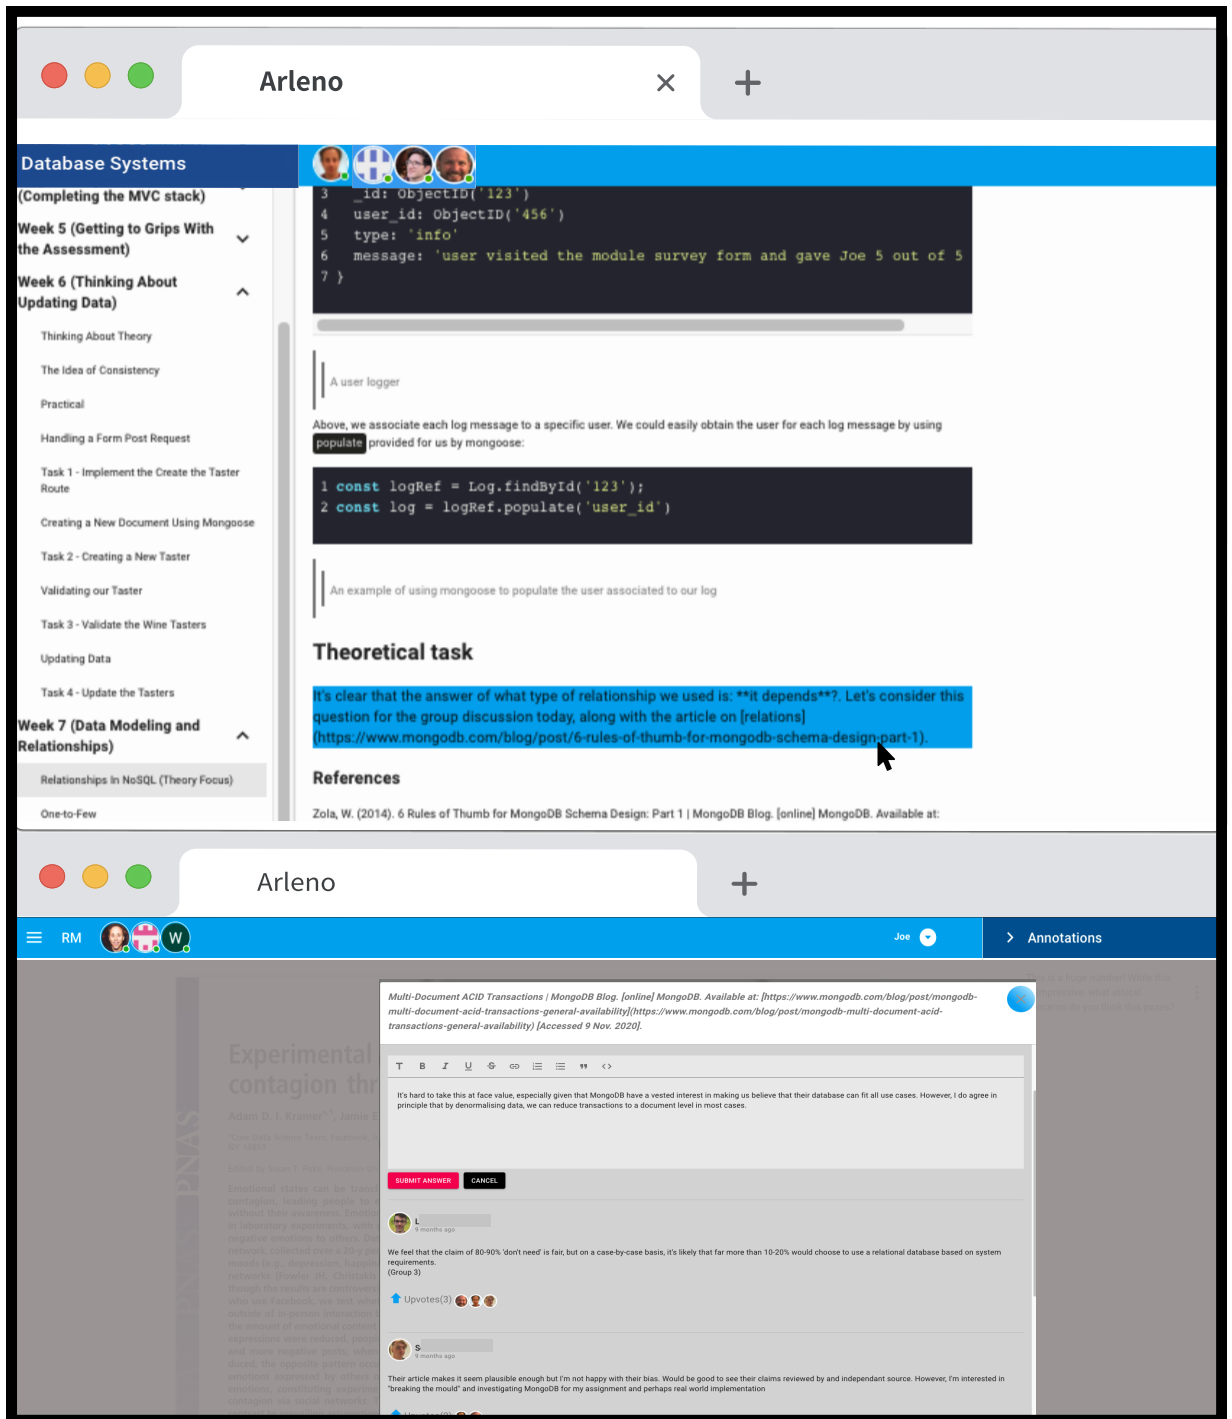 Arleno
Database Systems
(Completing the MVC stack)
Week 5 (Getting to Grips With
the Assessment)
Week 6 (Thinking About
Updating Data)
Thinking About Theory
The Idea of Consistency
Practical
Handling a Form Post Request
Task 1 - Implement the Create the Taster
Route
Creating a New Document Using Mongoose
Task 2 - Creating a New Taster
Validating our Taster
Task 3 - Validate the Wine Tasters
Updating Data
Task 4 - Update the Tasters
Week 7 (Data Modeling and
Relationships)
Relationships In NoSQL (Theory Focus)
One-to-Few
3 _id: ObjectID('123')
4 user_id: ObjectID('456')
5 type: 'info'
6 message: 'user visited the module survey form and gave Joe 5 out of 5
7 }
A user logger
Above, we associate each log message to a specific user. We could easily obtain the user for each log message by using
populate provided for us by mongoose:
1 const logRef = Log.findById('123');
2 const log = logRef.populate('user_id')
An example of using mongoose to populate the user associated to our log
Theoretical task
It's clear that the answer of what type of relationship we used is: **it depends**?. Let's consider this
question for the group discussion today, along with the article on [relations]
(https://www.mongodb.com/blog/post/6-rules-of-thumb-for-mongodb-schema-design-part-1).
References
Zola, W. (2014). 6 Rules of Thumb for MongoDB Schema Design: Part 1 | MongoDB Blog. [online] MongoDB. Available at:
Arleno
RM
W
Joe
Annotations
Multi-Document ACID Transactions | MongoDB Blog. [online] MongoDB. Available at: [https://www.mongodb.com/blog/post/mongodb-
multi-document-acid-transactions-general-availability](https://www.mongodb.com/blog/post/mongodb-multi-document-acid-
transactions-general-availability) [Accessed 9 Nov. 2020].
T B I U S
It's hard to take this at face value, especially given that MongoDB have a vested interest in making us believe that their database can fit all use cases. However, I do agree in
principle that by denormalising data, we can reduce transactions to a document level in most cases.
SUBMIT ANSWER CANCEL
L
9 months ago
We feel that the claim of 80-90% 'don't need' is fair, but on a case-by-case basis, it's likely that far more than 10-20% would choose to use a relational database based on system
requirements.
(Group 3)
Upvotes(3)
S
9 months ago
Their article makes it seem plausible enough but I'm not happy with their bias. Would be good to see their claims reviewed by and independant source. However, I'm interested in
"breaking the mould" and investigating MongoDB for my assignment and perhaps real world implementation
Experimental
contagion thr
Adam D. I. Kramer
PNAS